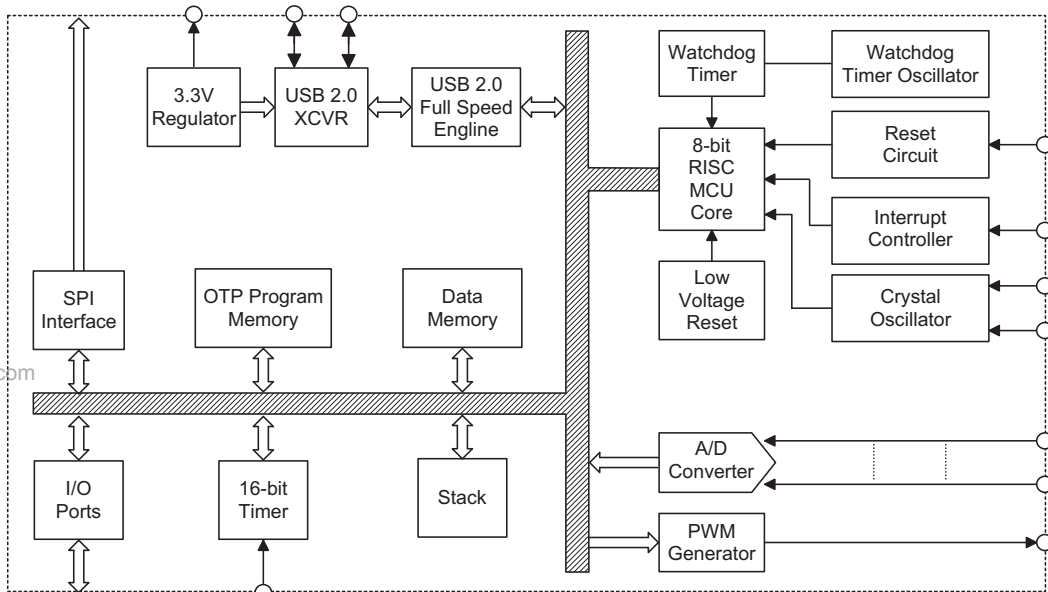 3.3V
Regulator
USB 2.0
XCVR
USB 2.0
Full Speed
Engline
Watchdog
Timer
Watchdog
Timer Oscillator
8-bit
RISC
MCU
Core
Reset
Circuit
Interrupt
Controller
Low
Voltage
Reset
Crystal
Oscillator
SPI
Interface
OTP Program
Memory
Data
Memory
com
I/O
Ports
16-bit
Timer
Stack
A/D
Converter
PWM
Generator